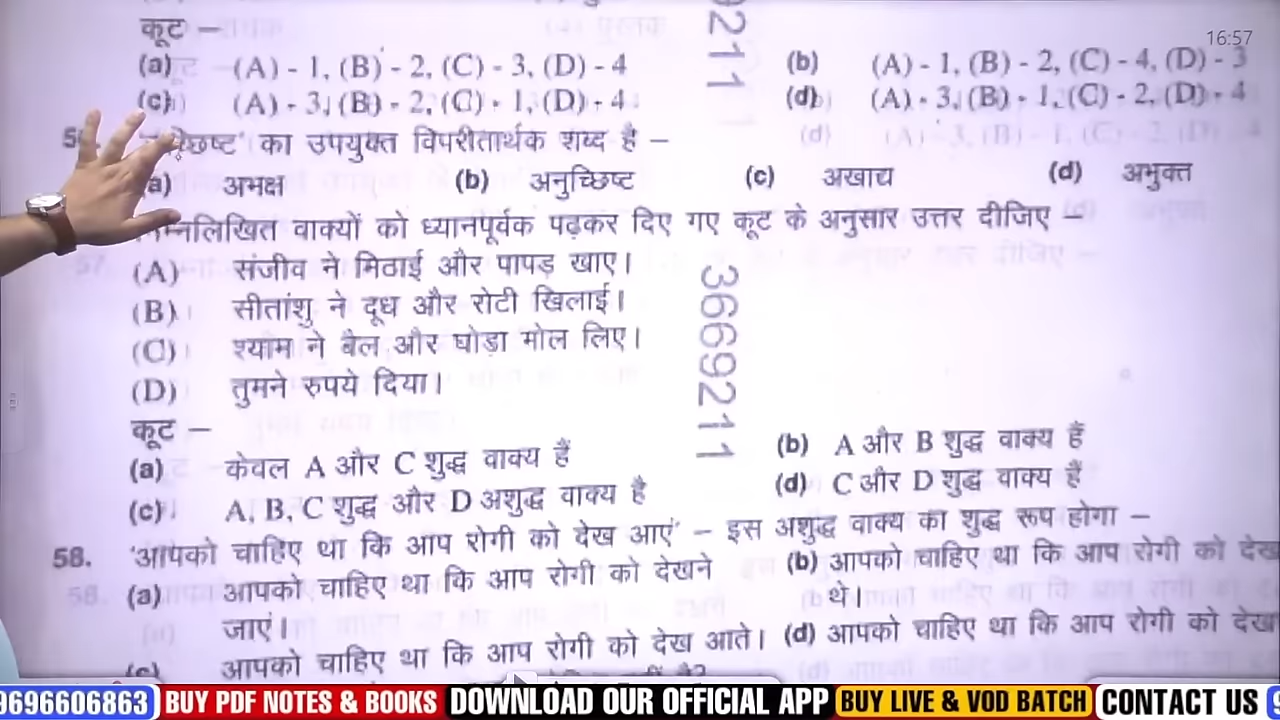 कूट –
16:57
(a) (A) - 1, (B) - 2, (C) - 3, (D) - 4 (b) (A) - 1, (B) - 2, (C) - 4, (D) - 3
(c) (A) - 3, (B) - 2, (C) - 1, (D) - 4 (d) (A) - 3, (B) - 1, (C) - 2, (D) - 4
का उपयुक्त विपरीतार्थक शब्द है –
(a) अभक्ष (b) अनुच्छिष्ट (c) अखाद्य (d) अभुक्त
वाक्यों को ध्यानपूर्वक पढ़कर दिए गए कूट के अनुसार उत्तर दीजिए –
(A) संजीव ने मिठाई और पापड़ खाए।
(B) सीतांशु ने दूध और रोटी खिलाई।
(C) श्याम ने बैल और घोड़ा मोल लिए।
(D) तुमने रुपये दिया।
3669211
कूट –
(a) केवल A और C शुद्ध वाक्य हैं (b) A और B शुद्ध वाक्य हैं
(c) A, B, C शुद्ध और D अशुद्ध वाक्य है (d) C और D शुद्ध वाक्य हैं
58. 'आपको चाहिए था कि आप रोगी को देख आएं' – इस अशुद्ध वाक्य का शुद्ध रूप होगा –
(a) आपको चाहिए था कि आप रोगी को देखने (b) आपको चाहिए था कि आप रोगी को देख
जाएं। थे।
(c) आपको चाहिए था कि आप रोगी को देख आते। (d) आपको चाहिए था कि आप रोगी को देख
9696606863 BUY PDF NOTES & BOOKS DOWNLOAD OUR OFFICIAL APP BUY LIVE & VOD BATCH CONTACT US